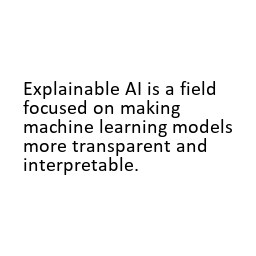 Explainable AI is a field
focused on making
machine learning models
more transparent and
interpretable.